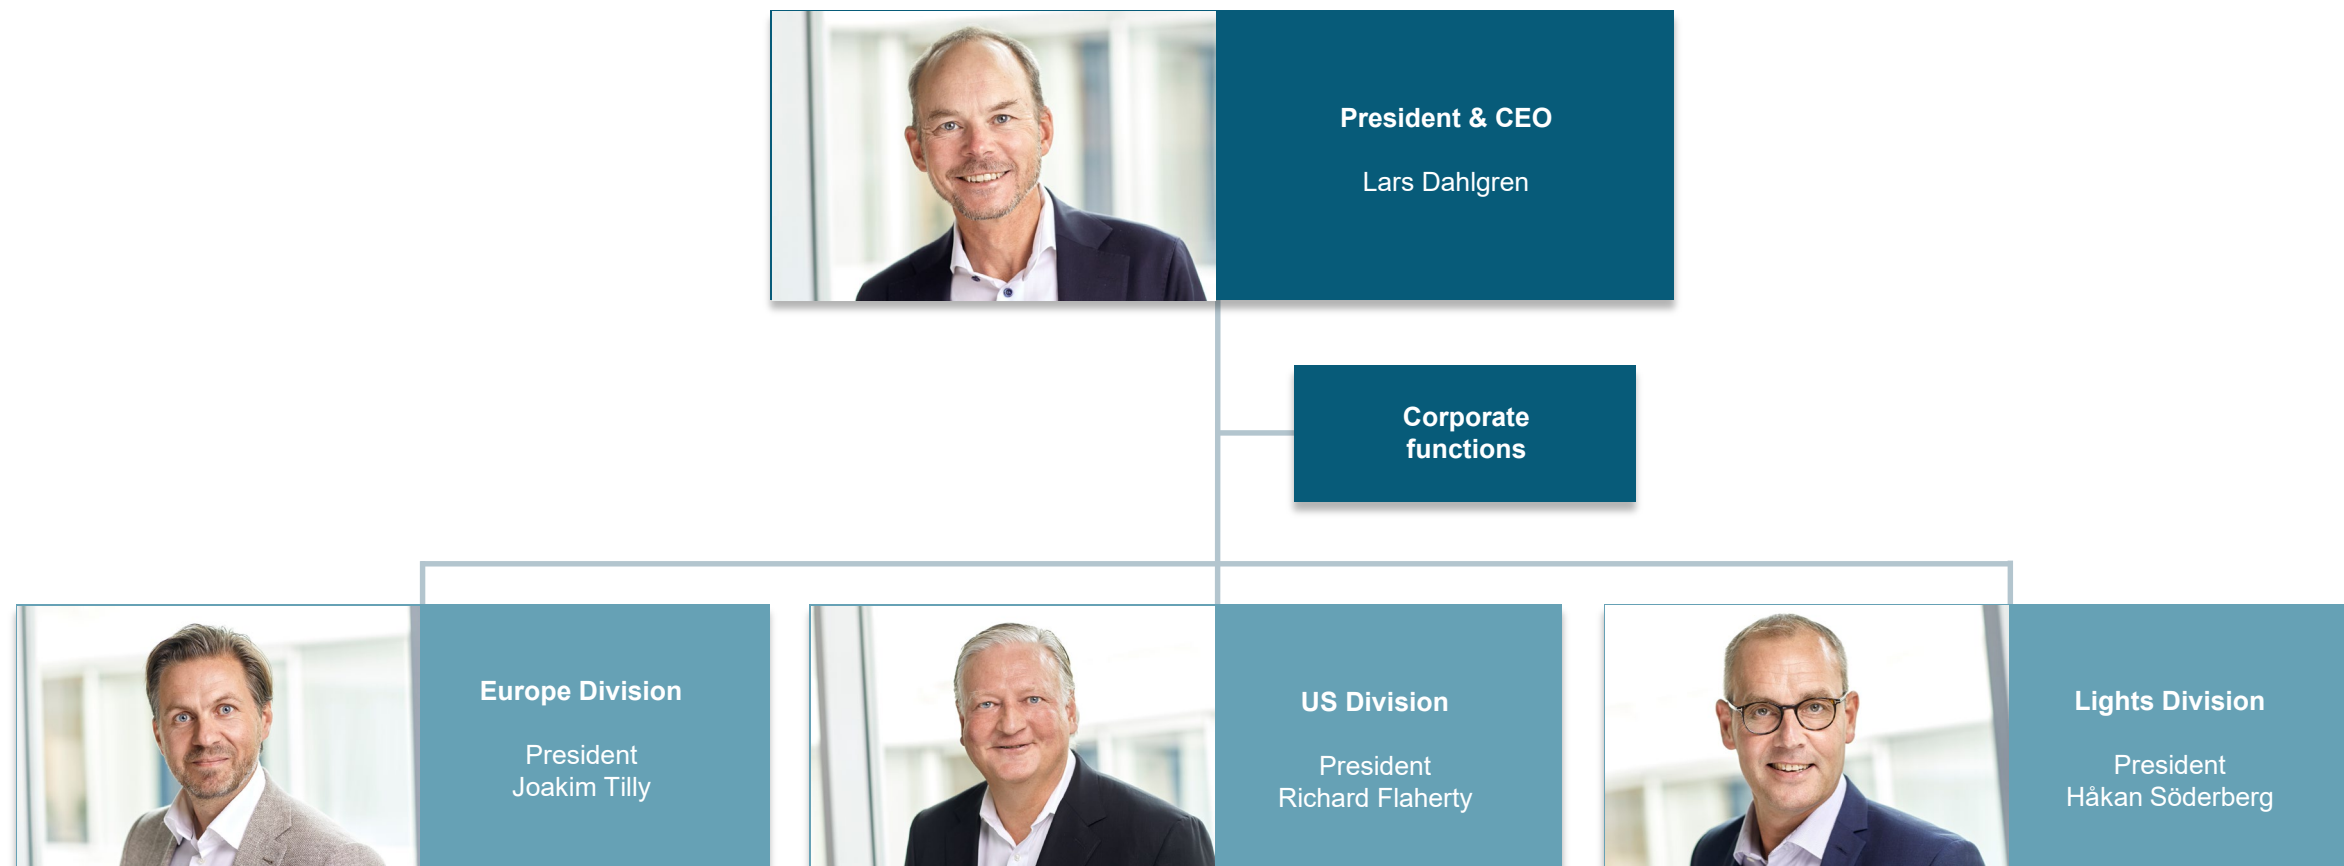 President & CEO
Lars Dahlgren
Corporate
functions
Europe Division
President
Joakim Tilly
US Division
President
Richard Flaherty
Lights Division
President
Håkan Söderberg